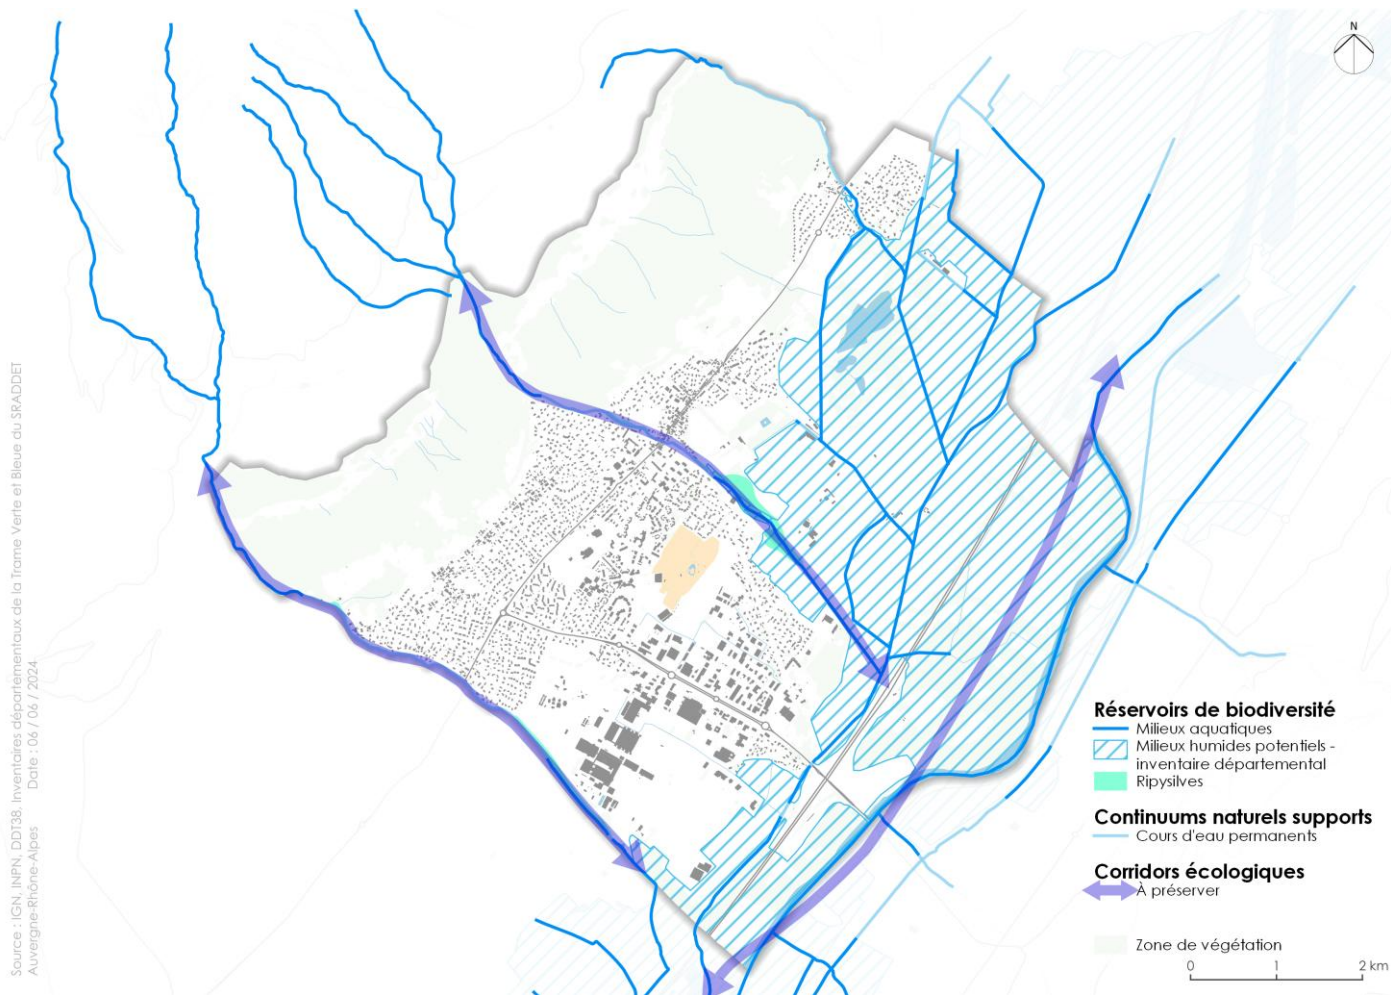 N
Réservoirs de biodiversité
Milieux aquatiques
Milieux humides potentiels -
inventaire départemental
Ripysilves
Continuums naturels supports
Cours d'eau permanents
Corridors écologiques
À préserver
Zone de végétation
0 1 2 km
Source : IGN, INPN, DDT38, Inventaires départementaux de la Trame Verte et Bleue du SRADDET
Auvergne-Rhône-Alpes Date : 06 / 06 / 2024